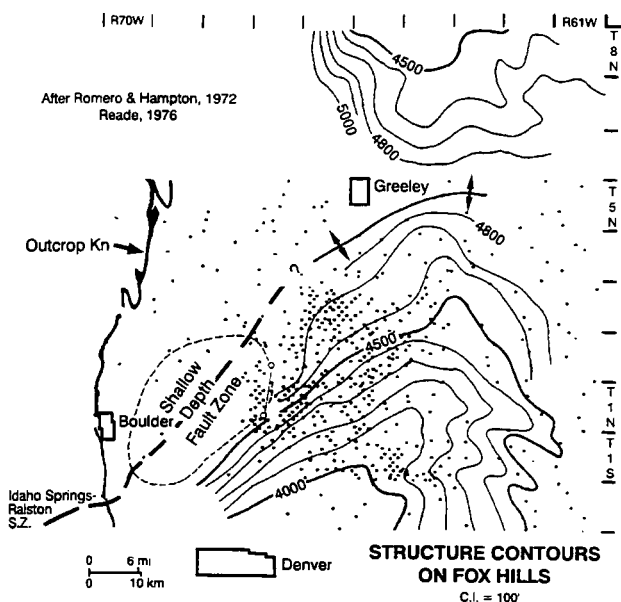 R70W
R61W
T
8
N
4500
5000
4800
After Romero & Hampton, 1972
Reade, 1976
Greeley
T
5
N
Outcrop Kn
4800
?
4500
Shallow
Depth
Fault Zone
Boulder
T
1
N
T
1
S
4000
Idaho Springs-
Ralston
S.Z.
0 6 mi
0 10 km
Denver
STRUCTURE CONTOURS
ON FOX HILLS
C.I. = 100'